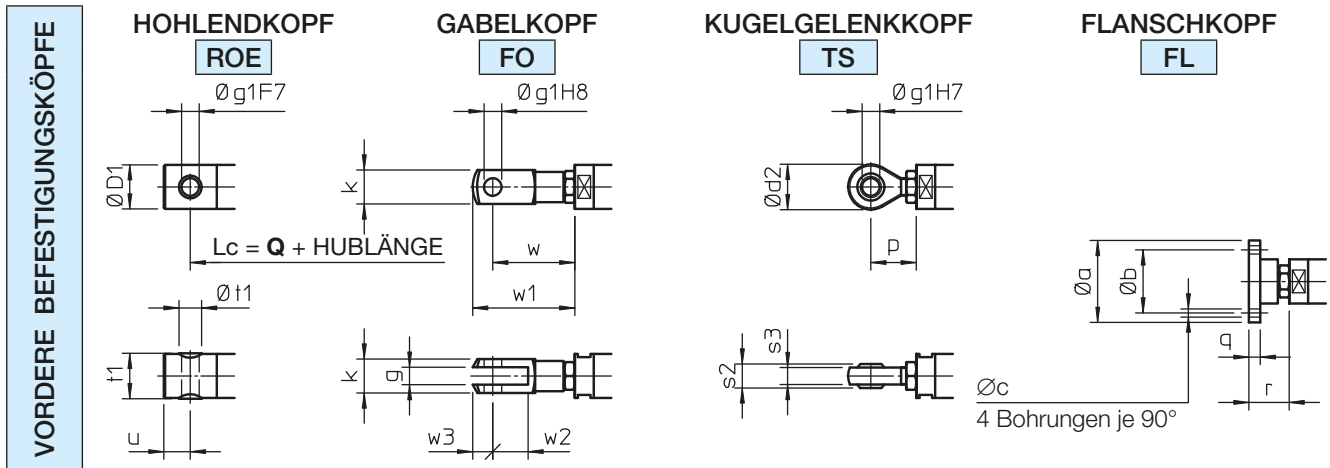 VORDERE BEFESTIGUNGSKÖPFE
HOHLENDKOPF
ROE
Ø g1F7
ØD1
Lc = Q + HUBLÄNGE
Ø t1
t1
u
GABELKOPF
FO
Ø g1H8
k
w
w1
k
g
w3
w2
KUGELGELENKKOPF
TS
Ø g1H7
Ød2
p
s3
s2
FLANSCHKOPF
FL
Øa
Øb
q
r
Øc
4 Bohrungen je 90°